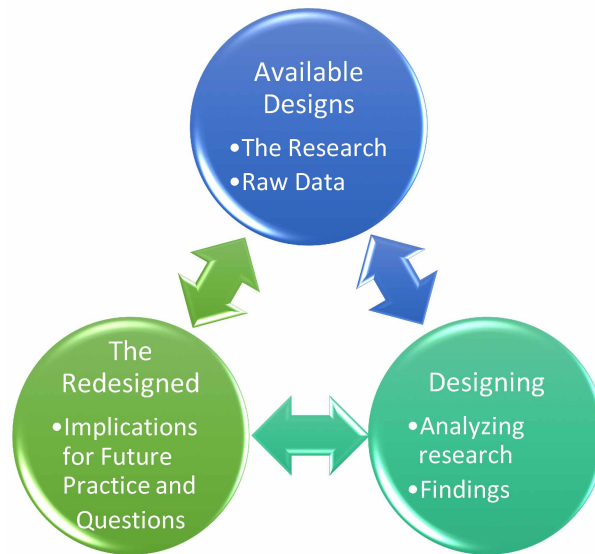 Available
Designs
•The Research
•Raw Data
The
Redesigned
•Implications
for Future
Practice and
Questions
Designing
•Analyzing
research
•Findings